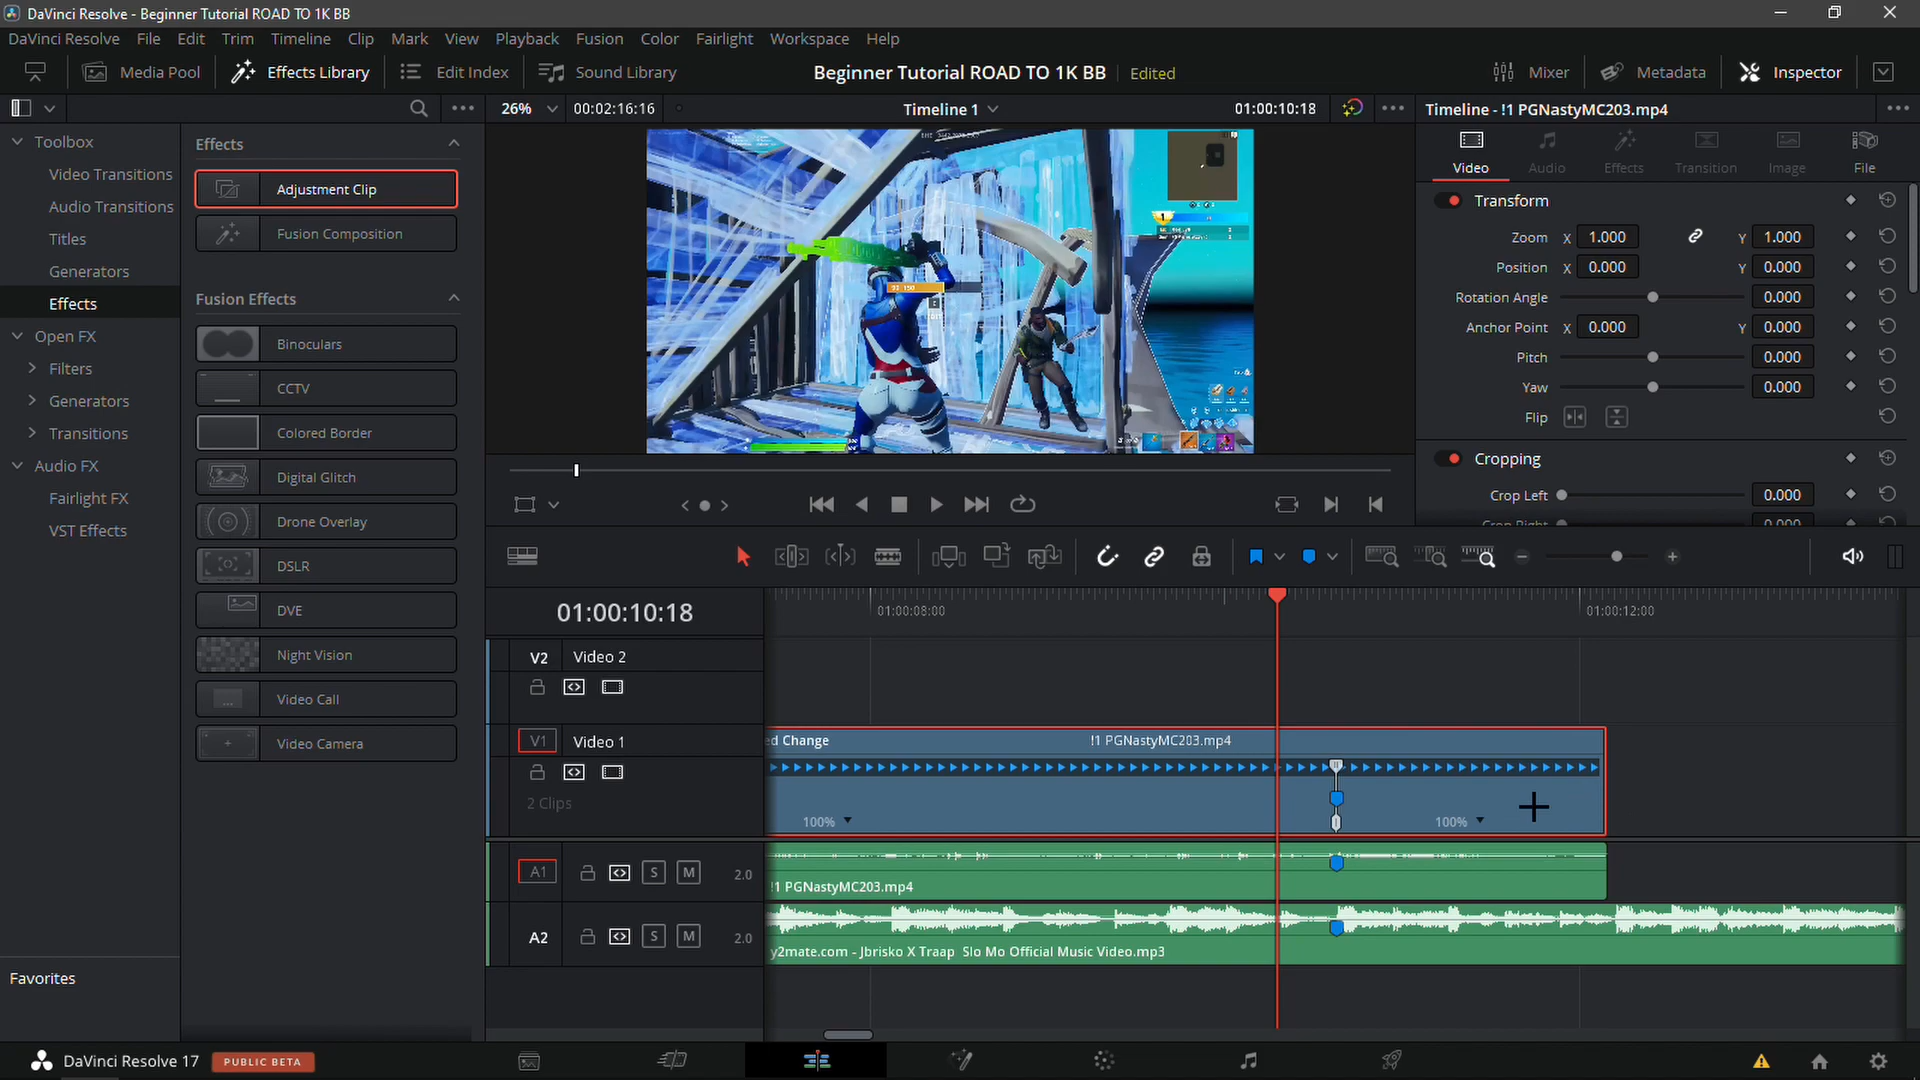 DaVinci Resolve - Beginner Tutorial ROAD TO 1K BB
DaVinci Resolve File Edit Trim Timeline Clip Mark View Playback Fusion Color Fairlight Workspace Help
Media Pool Effects Library Edit Index Sound Library Beginner Tutorial ROAD TO 1K BB Edited Mixer Metadata Inspector
26% 00:02:16:16 Timeline 1 01:00:10:18 Timeline - !1 PGNastyMC203.mp4
Toolbox
Video Transitions
Audio Transitions
Titles
Generators
Effects
Open FX
Filters
Generators
Transitions
Audio FX
Fairlight FX
VST Effects
Favorites
Effects
Adjustment Clip
Fusion Composition
Fusion Effects
Binoculars
CCTV
Colored Border
Digital Glitch
Drone Overlay
DSLR
DVE
Night Vision
Video Call
Video Camera
Video Audio Effects Transition Image File
Transform
Zoom X 1.000 Y 1.000
Position X 0.000 Y 0.000
Rotation Angle 0.000
Anchor Point X 0.000 Y 0.000
Pitch 0.000
Yaw 0.000
Flip
Cropping
Crop Left 0.000
Crop Right 0.000
01:00:10:18 01:00:08:00 01:00:12:00
V2 Video 2
V1 Video 1
2 Clips
ed Change !1 PGNastyMC203.mp4
100% 100%
A1 S M 2.0
!1 PGNastyMC203.mp4
A2 S M 2.0
y2mate.com - Jbrisko X Traap Slo Mo Official Music Video.mp3
DaVinci Resolve 17 PUBLIC BETA